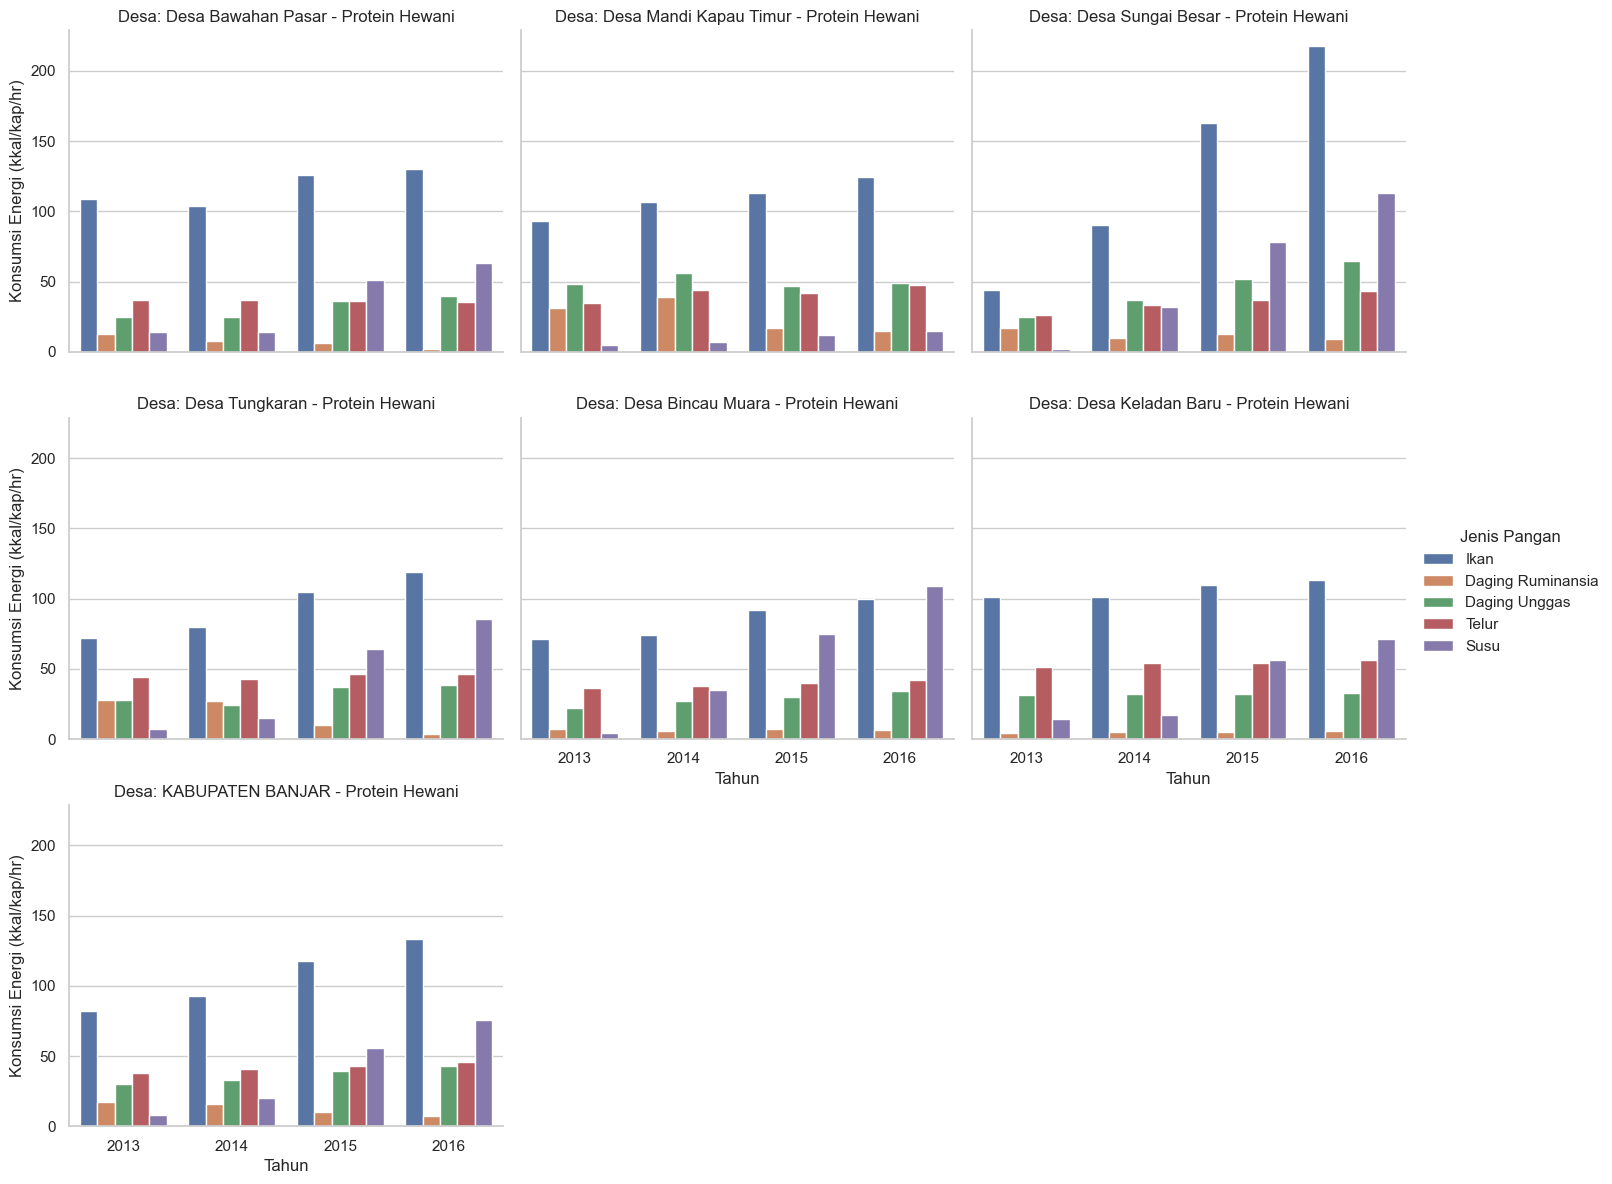 Desa: Desa Bawahan Pasar - Protein Hewani
Desa: Desa Mandi Kapau Timur - Protein Hewani
Desa: Desa Sungai Besar - Protein Hewani
Konsumsi Energi (kkal/kap/hr)
200
150
100
50
0
Desa: Desa Tungkaran - Protein Hewani
Desa: Desa Bincau Muara - Protein Hewani
Desa: Desa Keladan Baru - Protein Hewani
Konsumsi Energi (kkal/kap/hr)
200
150
100
50
0
2013 2014 2015 2016
Tahun
2013 2014 2015 2016
Tahun
Jenis Pangan
Ikan
Daging Ruminansia
Daging Unggas
Telur
Susu
Desa: KABUPATEN BANJAR - Protein Hewani
Konsumsi Energi (kkal/kap/hr)
200
150
100
50
0
2013 2014 2015 2016
Tahun